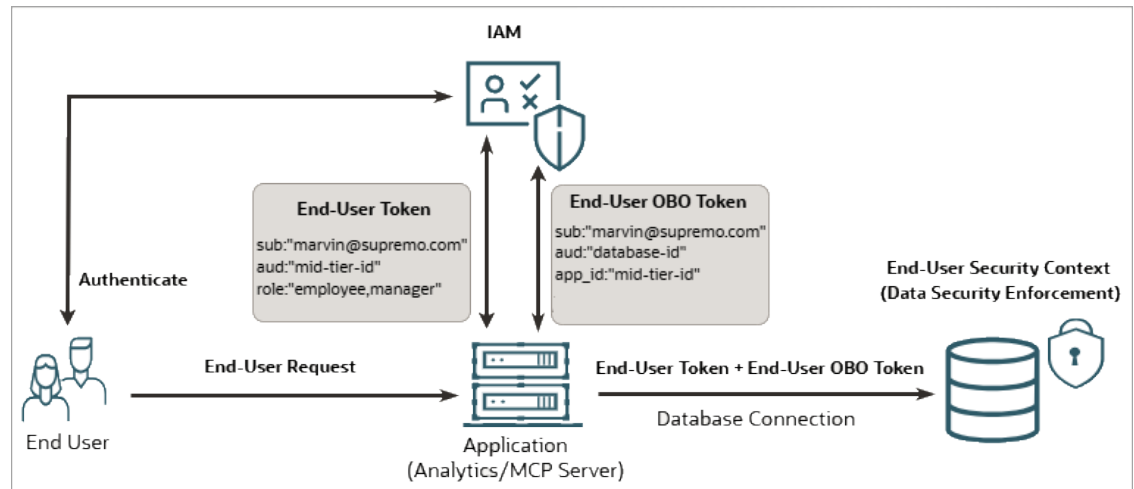 IAM
End-User Token
sub:"marvin@supremo.com"
aud:"mid-tier-id"
role:"employee,manager"
End-User OBO Token
sub:"marvin@supremo.com"
aud:"database-id"
app_id:"mid-tier-id"
Authenticate
End-User Security Context
(Data Security Enforcement)
End-User Request
End-User Token + End-User OBO Token
Database Connection
End User
Application
(Analytics/MCP Server)